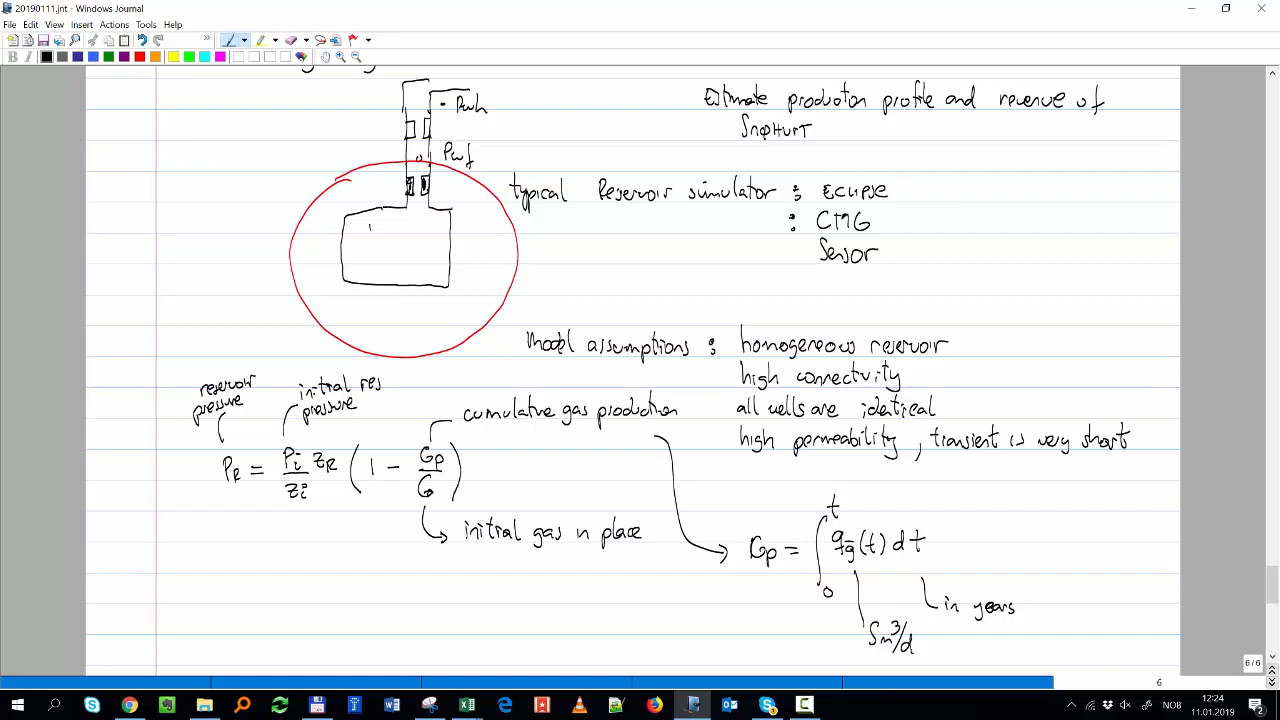 20190111.jnt - Windows Journal
File Edit View Insert Actions Tools Help
B I
Pwh
Estimate production profile and revenue of
Snøhvit
Pwf
typical Reservoir simulator : Eclipse
: CMG
Sensor
Model assumptions : homogeneous reservoir
high connectivity
all wells are identical
high permeability, transient is very short
reservoir pressure
initial res pressure
cumulative gas production
PR = Pi/Zi ZR (1 - Gp/G)
initial gas in place
Gp = ∫₀ᵗ qg̅(t) dt
in years
Sm³/d
6/6
6
NOB
12:24
11.01.2019